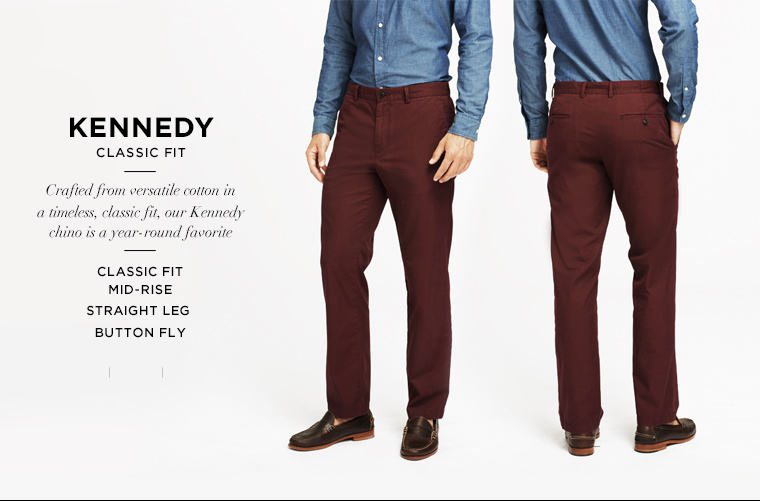 KENNEDY
CLASSIC FIT
Crafted from versatile cotton in
a timeless, classic fit, our Kennedy
chino is a year-round favorite
CLASSIC FIT
MID-RISE
STRAIGHT LEG
BUTTON FLY